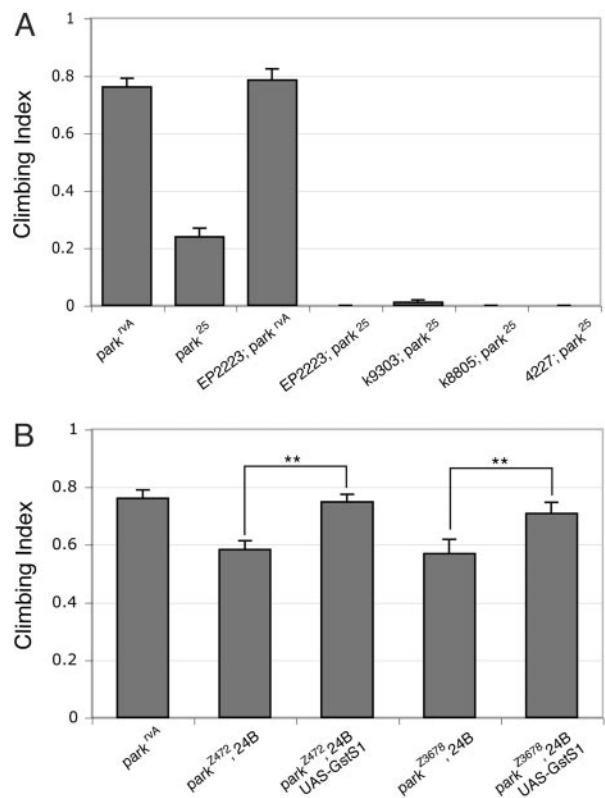 A
Climbing Index
1
0.8
0.6
0.4
0.2
0
park^rvA
park^25
EP2223; park^rvA
EP2223; park^25
k9303; park^25
k8805; park^25
4227; park^25
B
Climbing Index
1
0.8
0.6
0.4
0.2
0
**
**
park^rvA
park^Z472, 24B
park^Z472, 24B
UAS-GstS1
park^Z3678, 24B
park^Z3678, 24B
UAS-GstS1